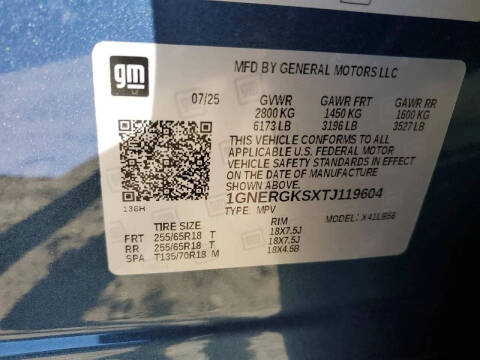 gm
MFD BY GENERAL MOTORS LLC
07/25 GVWR GAWR FRT GAWR RR
2800 KG 1450 KG 1600 KG
6173 LB 3196 LB 3527 LB
THIS VEHICLE CONFORMS TO ALL
APPLICABLE U.S. FEDERAL MOTOR
VEHICLE SAFETY STANDARDS IN EFFECT
ON THE DATE OF MANUFACTURE
SHOWN ABOVE.
1GNERGKSXTJ119604
136H TYPE: MPV MODEL:
TIRE SIZE RIM
FRT 255/65R18 T 18X7.5J
RR 255/65R18 T 18X7.5J
SPA T135/70R18 M 18X4.5B